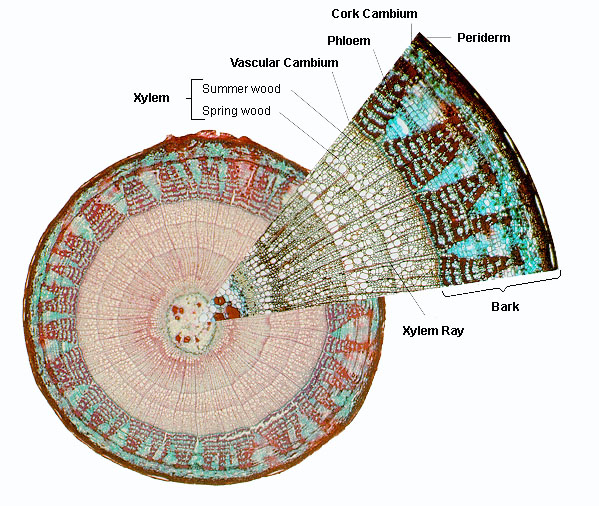 Cork Cambium
Phloem
Periderm
Vascular Cambium
Xylem
Summer wood
Spring wood
Bark
Xylem Ray